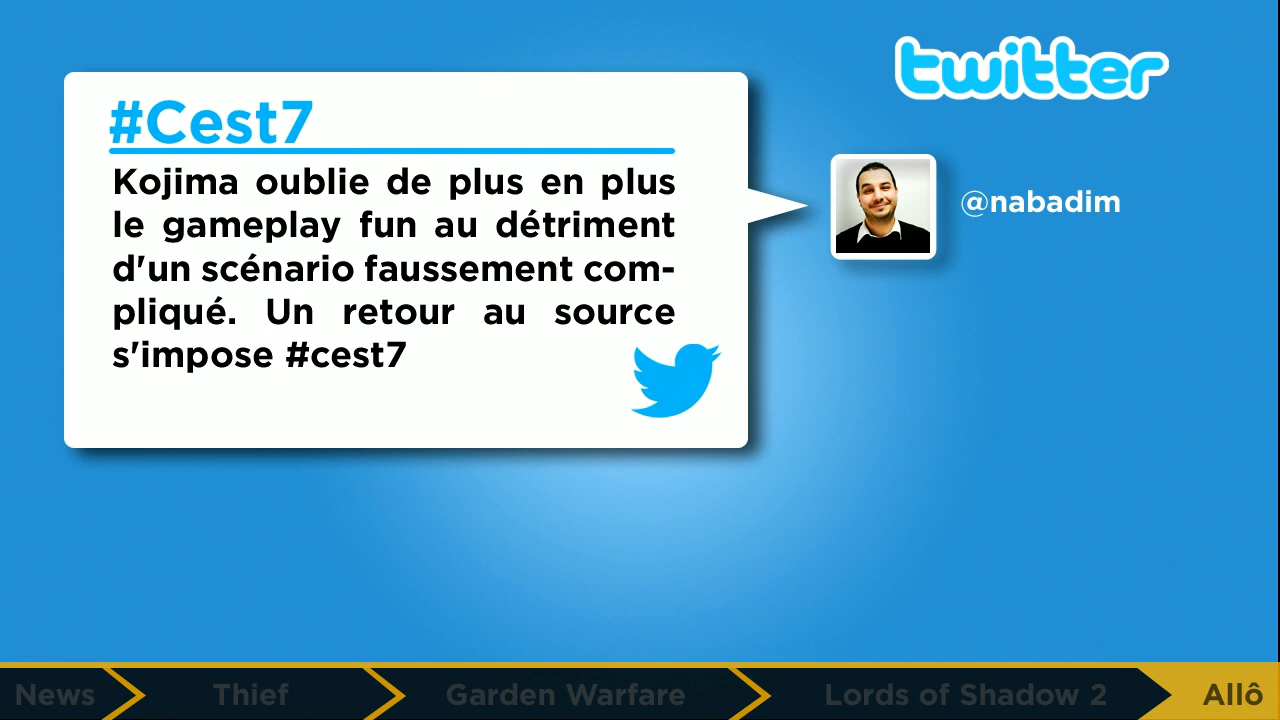 twitter
#Cest7
Kojima oublie de plus en plus
le gameplay fun au détriment
d'un scénario faussement com-
pliqué. Un retour au source
s'impose #cest7
@nabadim
News Thief Garden Warfare Lords of Shadow 2 Allô